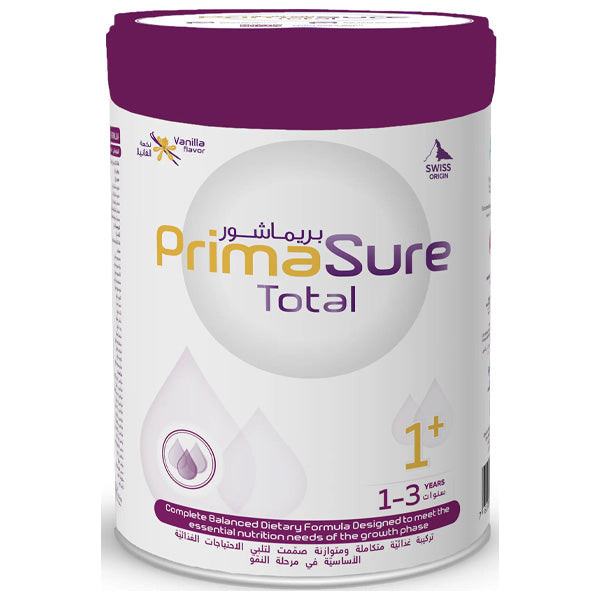 Vanilla
flavor
نكهة
الفانيلا
SWISS
ORIGIN
بريماشور
PrimaSure
Total
1+
1-3 YEARS
سنوات
Complete Balanced Dietary Formula Designed to meet the
essential nutrition needs of the growth phase
تركيبة غذائية متكاملة ومتوازنة صممت لتلبي الاحتياجات الغذائية
الأساسية في مرحلة النمو